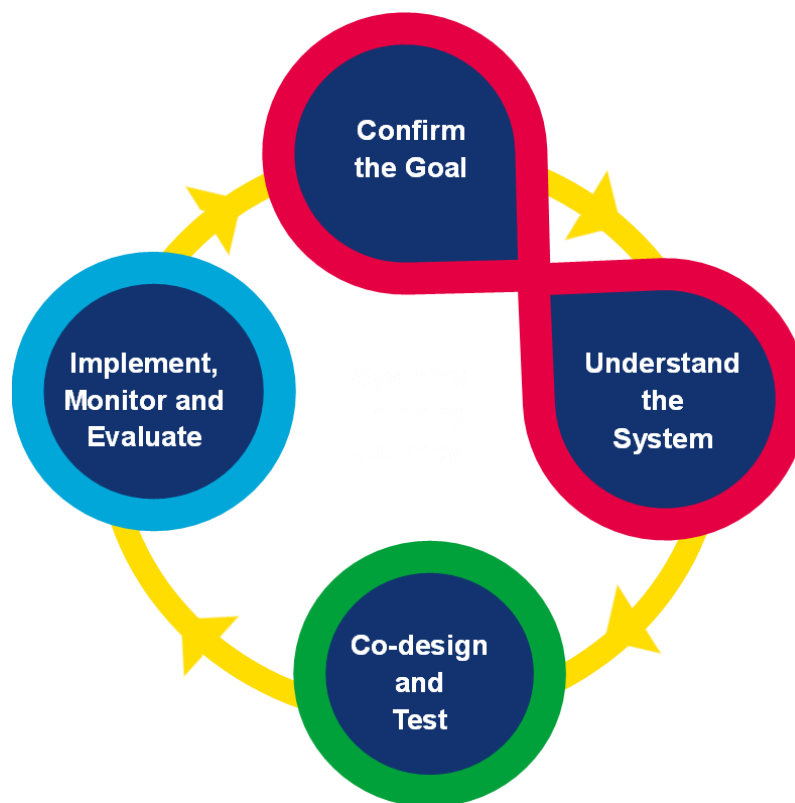 Confirm
the Goal
Understand
the
System
Co-design
and
Test
Implement,
Monitor and
Evaluate